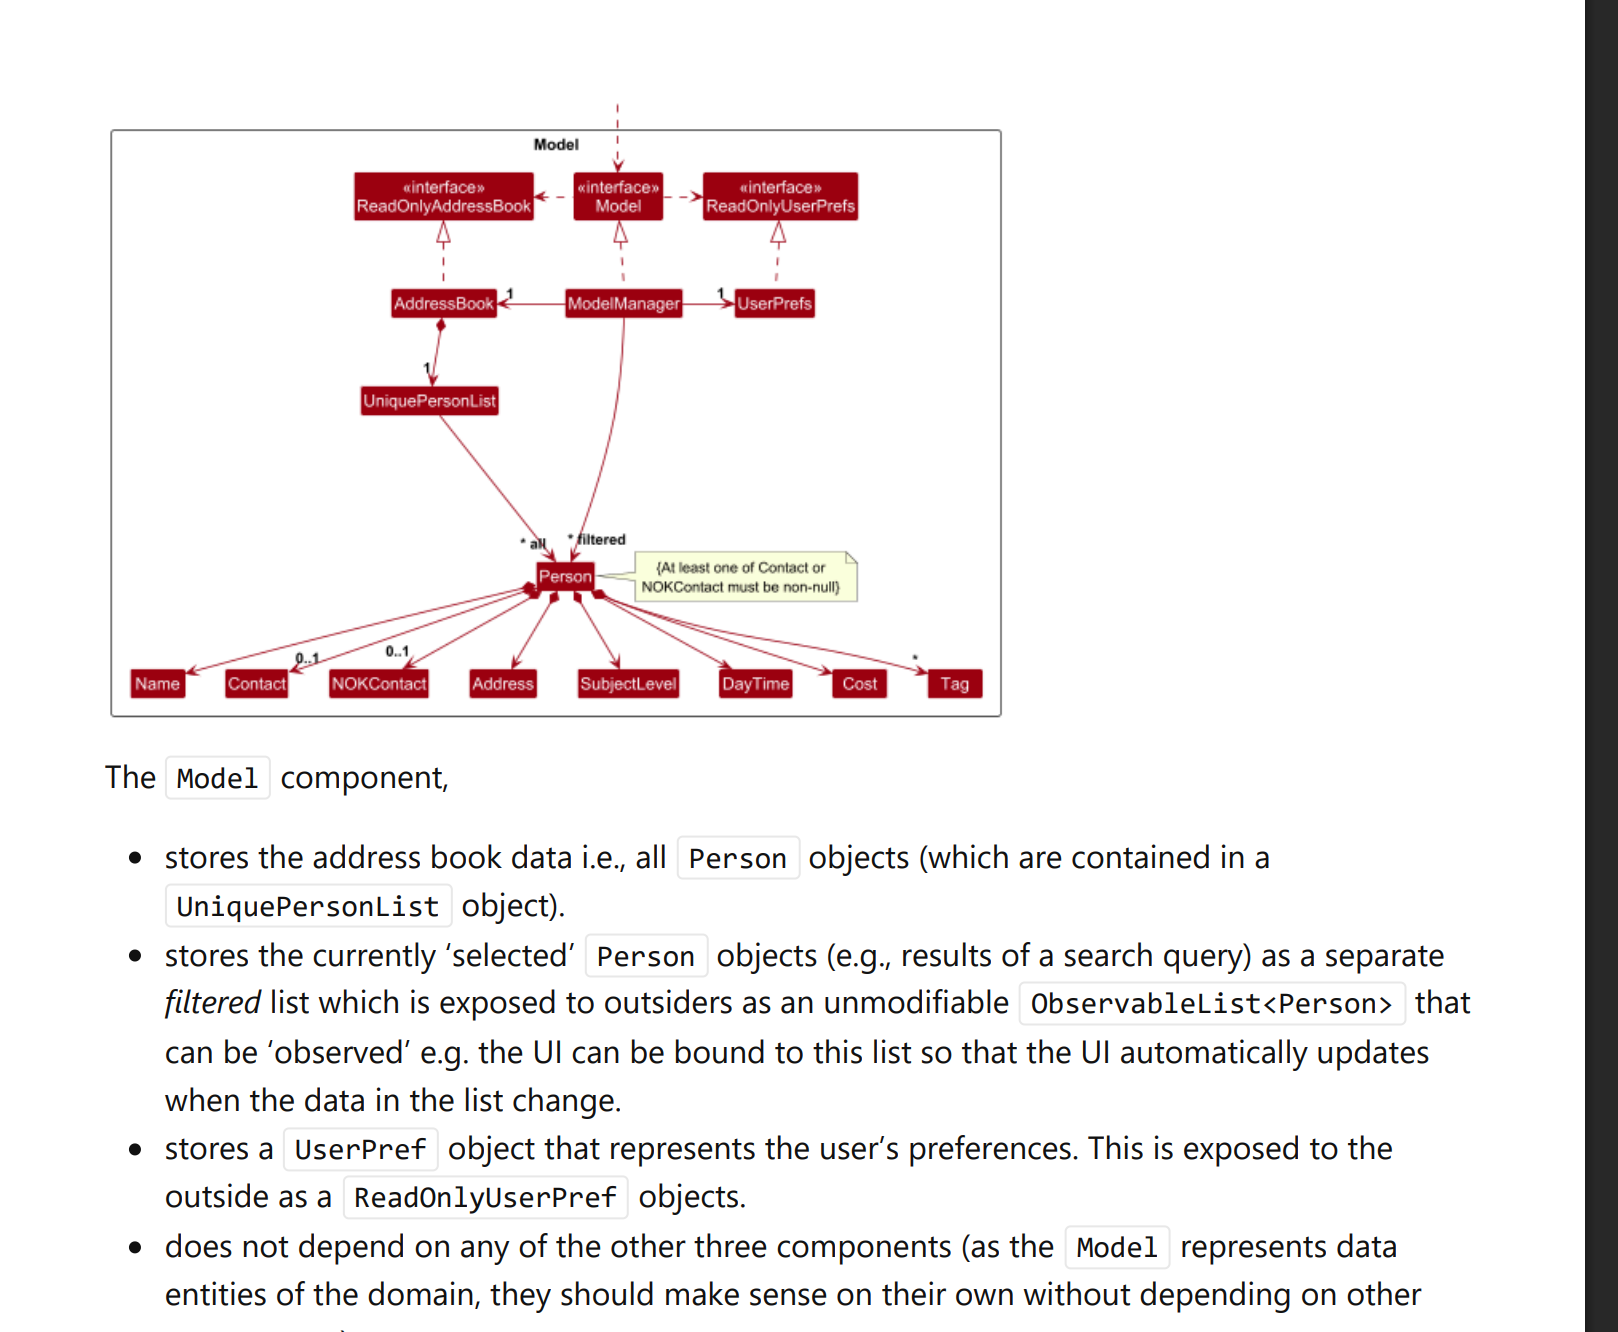 Model
«interface»
ReadOnlyAddressBook
«interface»
Model
«interface»
ReadOnlyUserPrefs
AddressBook
1
ModelManager
1
UserPrefs
1
UniquePersonList
* all
* filtered
Person
{At least one of Contact or
NOKContact must be non-null}
0..1
0..1
*
Name
Contact
NOKContact
Address
SubjectLevel
DayTime
Cost
Tag
The Model component,
• stores the address book data i.e., all Person objects (which are contained in a
UniquePersonList object).
• stores the currently ‘selected’ Person objects (e.g., results of a search query) as a separate
filtered list which is exposed to outsiders as an unmodifiable ObservableList<Person> that
can be ‘observed’ e.g. the UI can be bound to this list so that the UI automatically updates
when the data in the list change.
• stores a UserPref object that represents the user’s preferences. This is exposed to the
outside as a ReadOnlyUserPref objects.
• does not depend on any of the other three components (as the Model represents data
entities of the domain, they should make sense on their own without depending on other